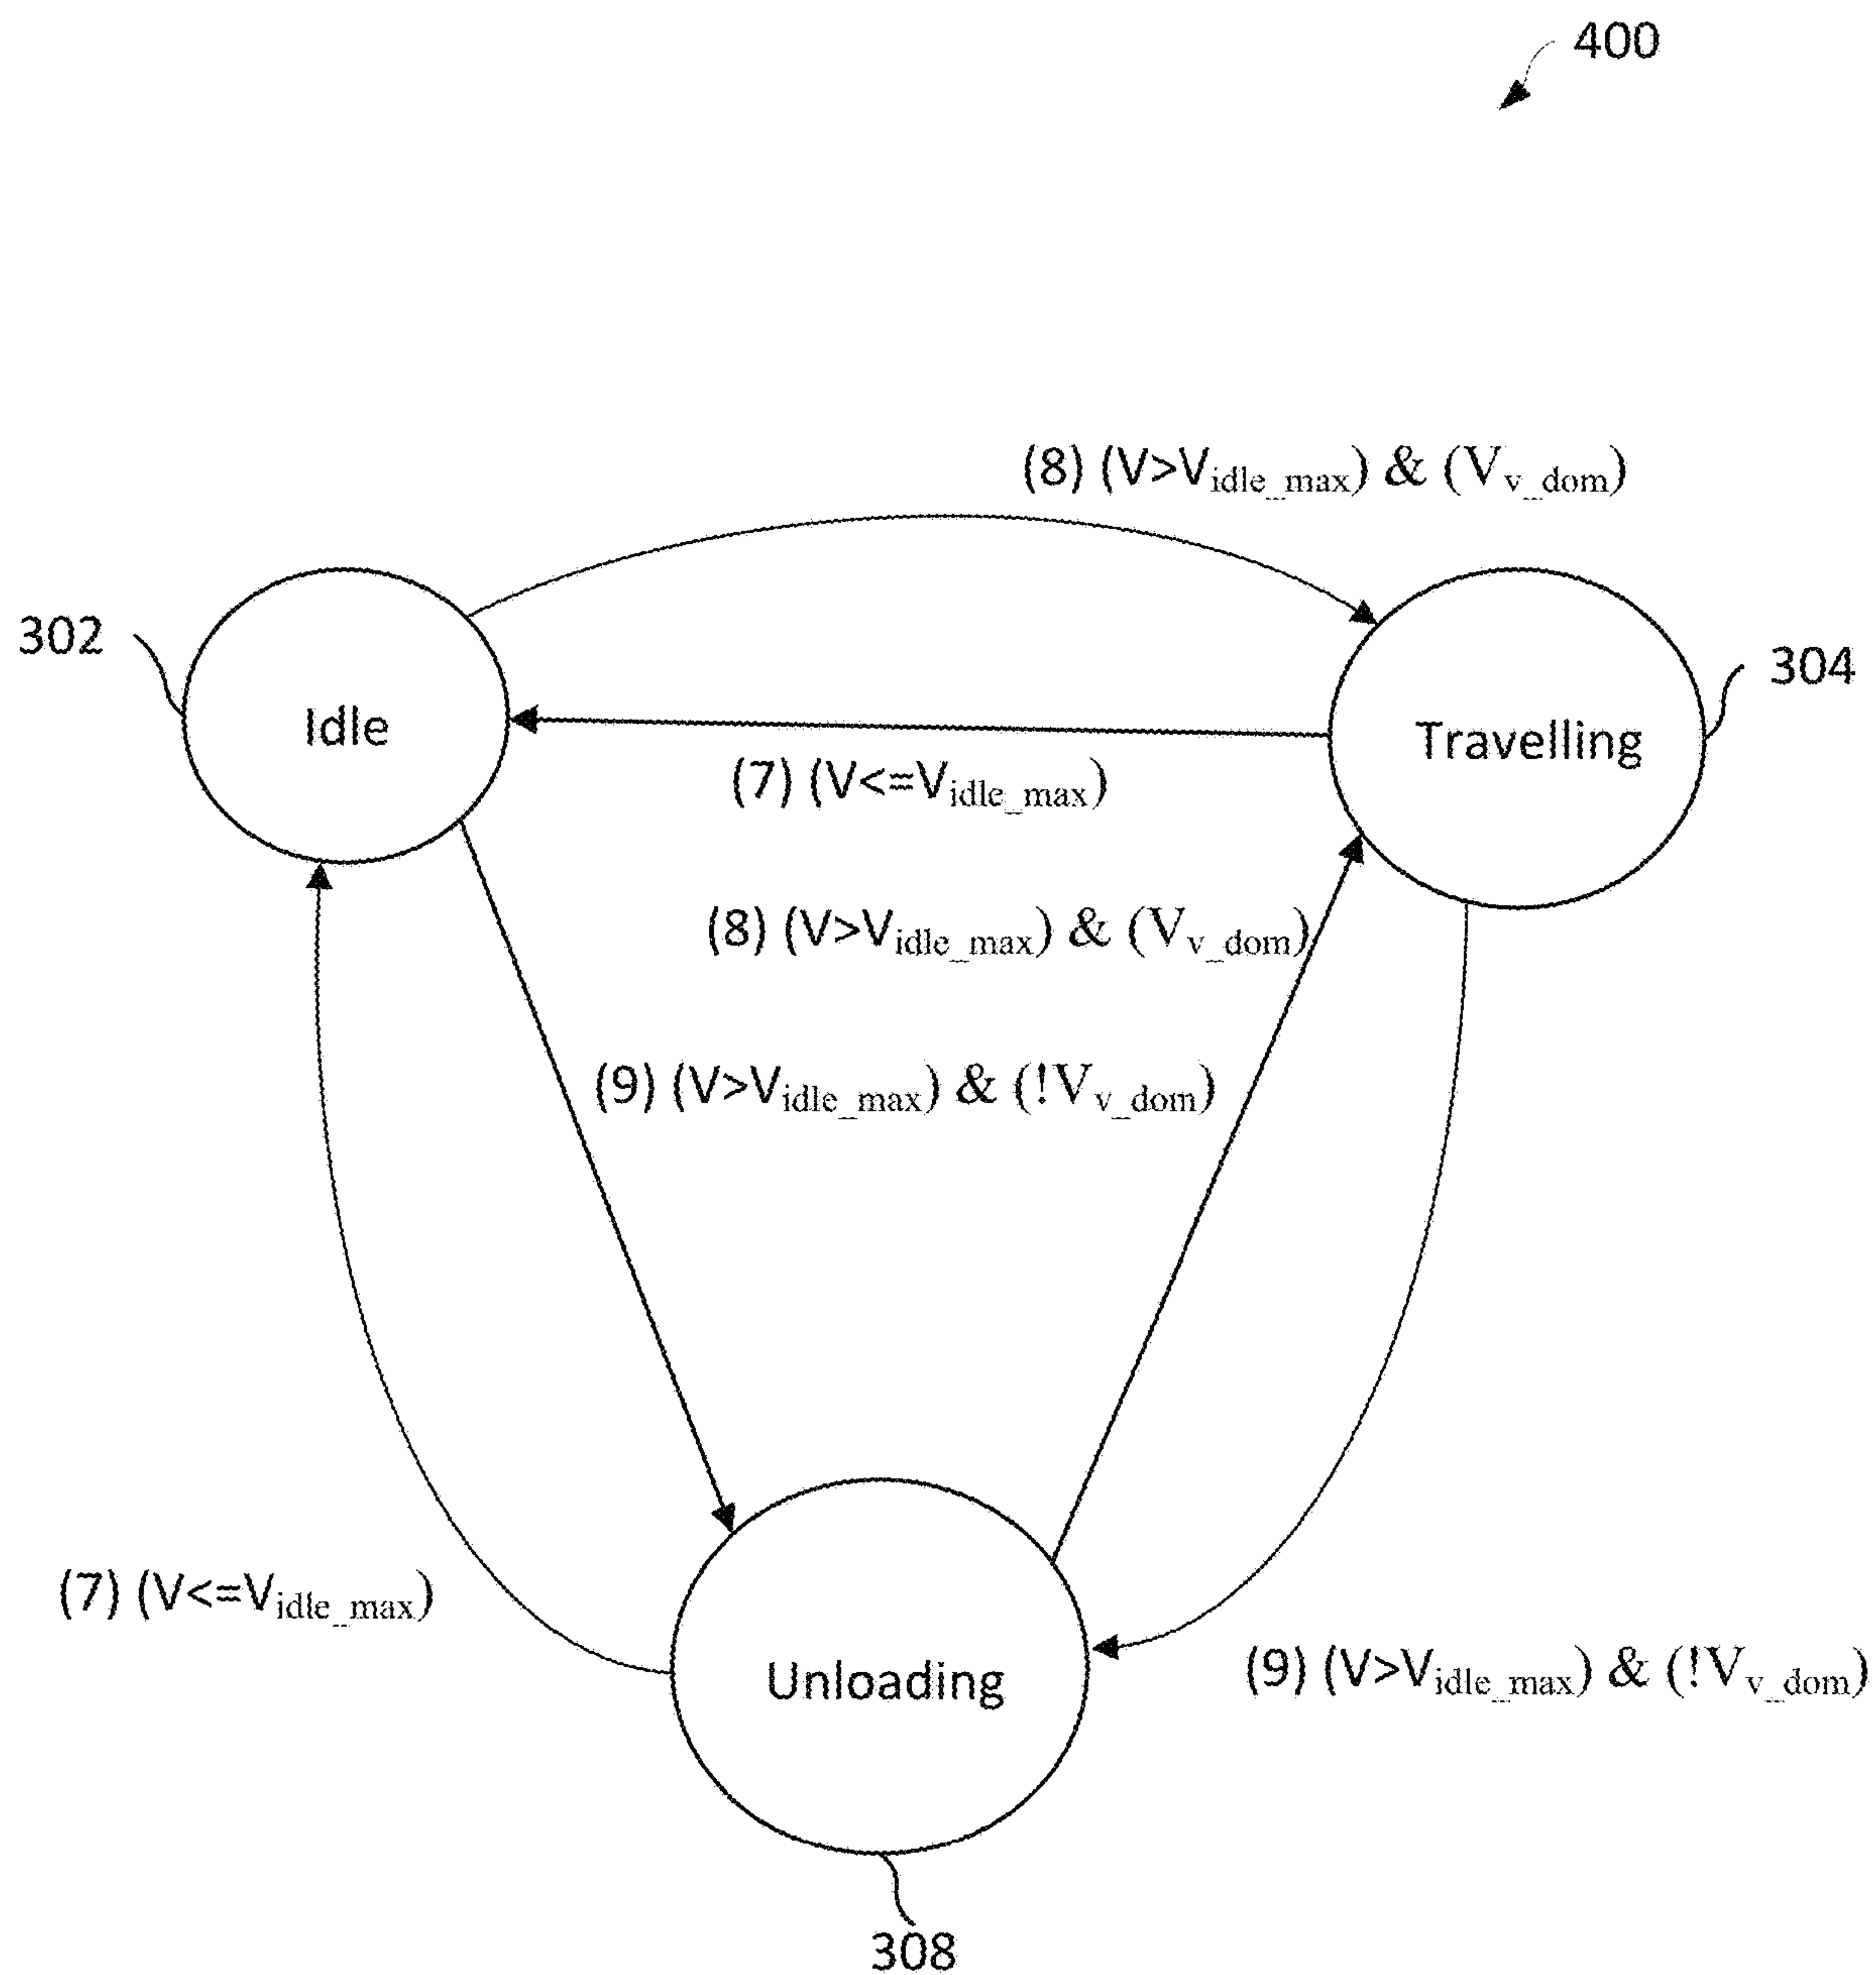 400
(8) (V>Vidle_max) & (Vv_dom)
302
304
Idle
Travelling
(7) (V<=Vidle_max)
(8) (V>Vidle_max) & (Vv_dom)
(9) (V>Vidle_max) & (!Vv_dom)
(7) (V<=Vidle_max)
Unloading
(9) (V>Vidle_max) & (!Vv_dom)
308